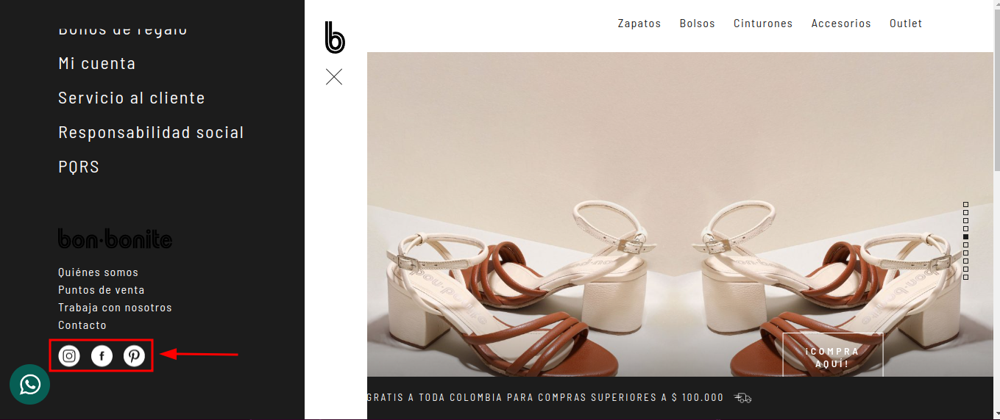 Bonos de regalo
Mi cuenta
Servicio al cliente
Responsabilidad social
PQRS
bon·bonite
Quiénes somos
Puntos de venta
Trabaja con nosotros
Contacto
b
Zapatos Bolsos Cinturones Accesorios Outlet
¡COMPRA
AQUÍ!
GRATIS A TODA COLOMBIA PARA COMPRAS SUPERIORES A $ 100.000